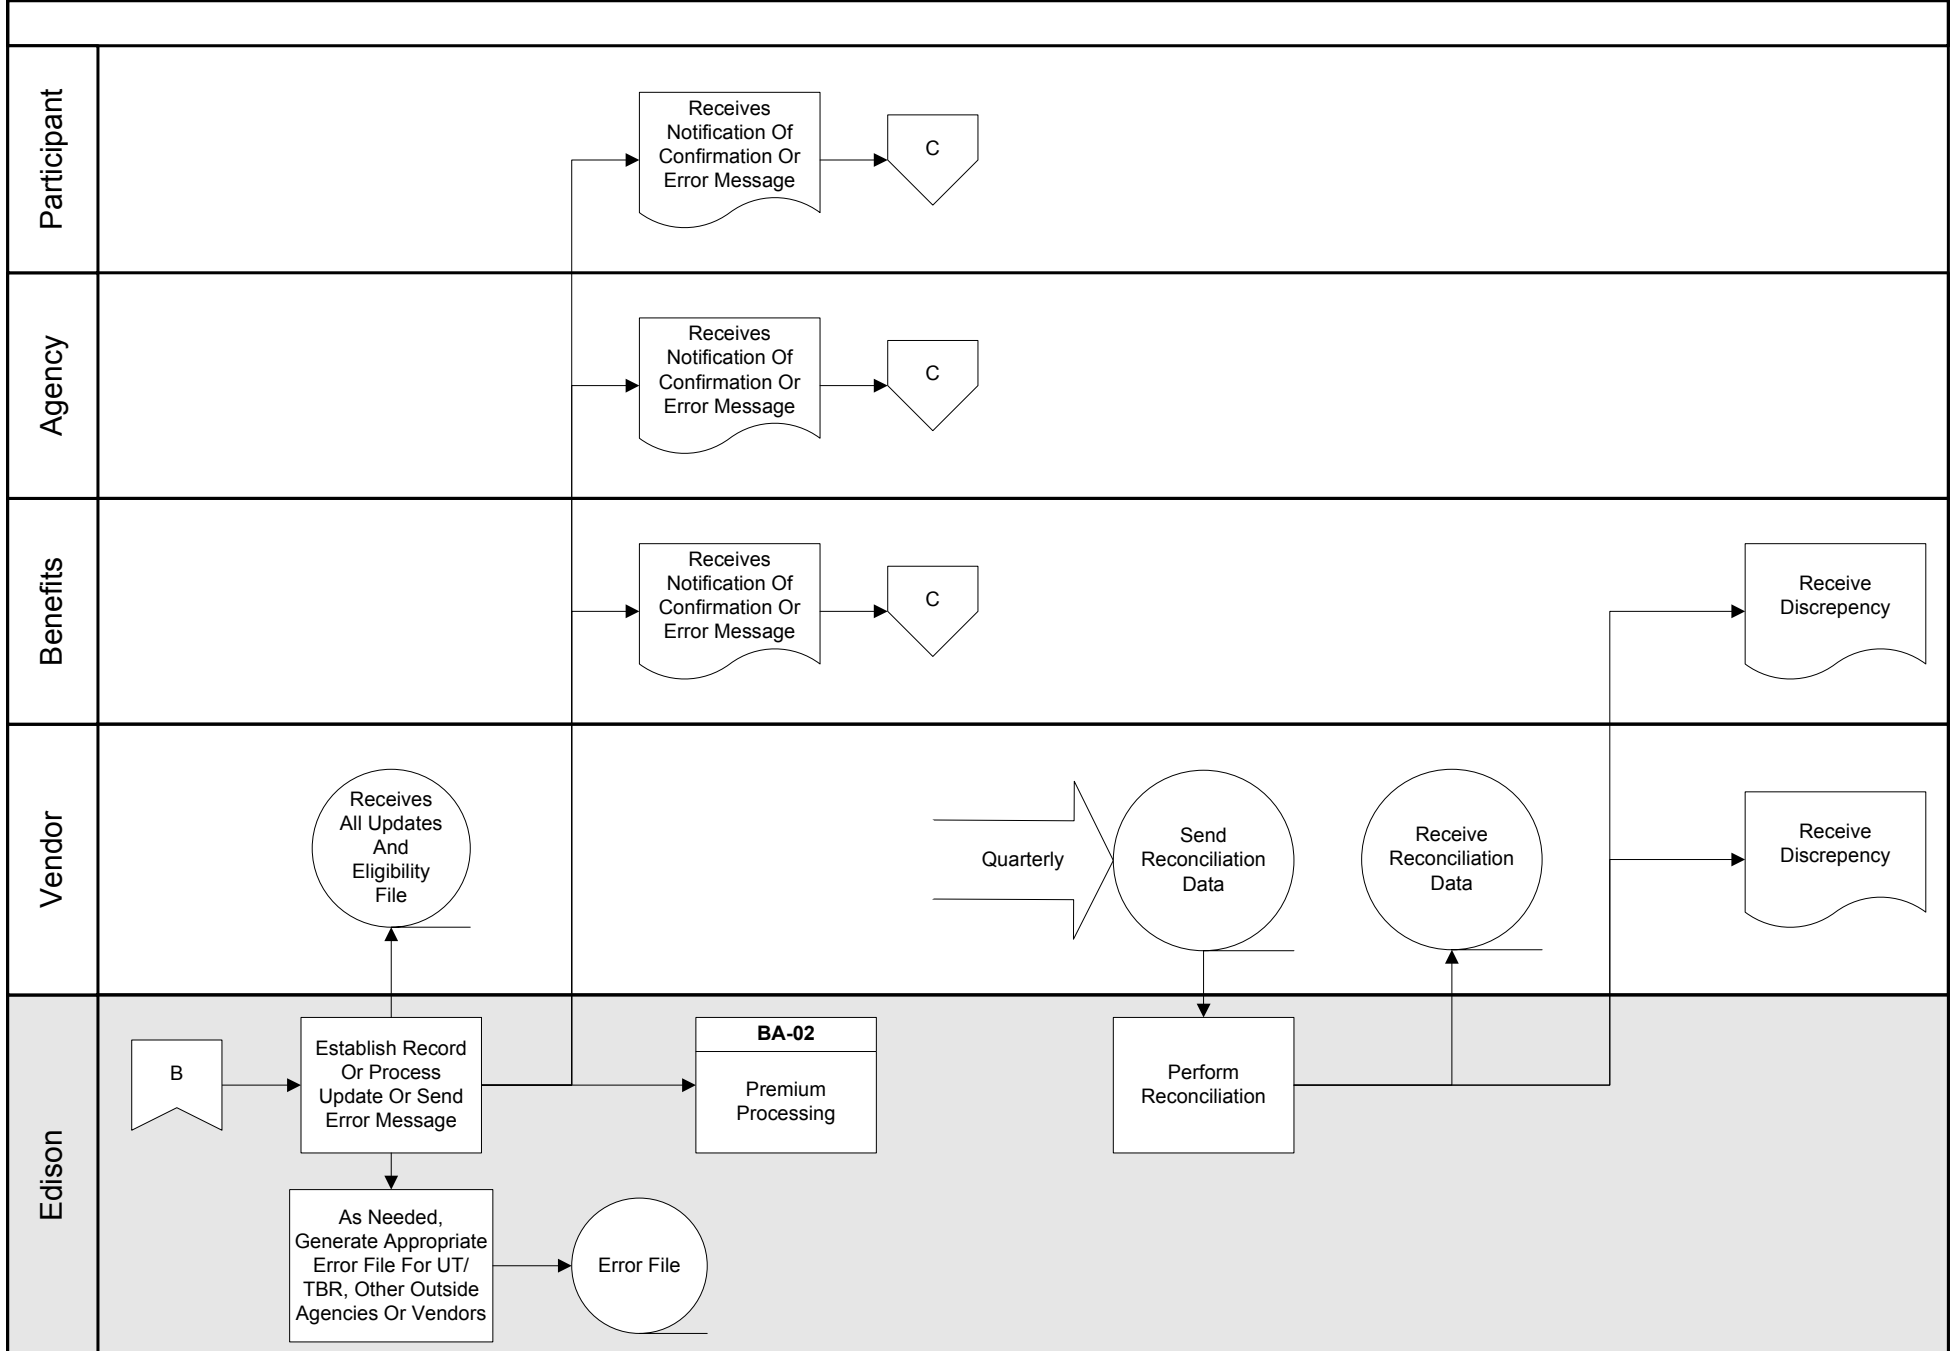 Participant
Receives
Notification Of
Confirmation Or
Error Message
C
Agency
Receives
Notification Of
Confirmation Or
Error Message
C
Benefits
Receives
Notification Of
Confirmation Or
Error Message
C
Receive
Discrepency
Vendor
Receives
All Updates
And
Eligibility
File
Quarterly
Send
Reconciliation
Data
Receive
Reconciliation
Data
Receive
Discrepency
Edison
B
Establish Record
Or Process
Update Or Send
Error Message
BA-02
Premium
Processing
Perform
Reconciliation
As Needed,
Generate Appropriate
Error File For UT/
TBR, Other Outside
Agencies Or Vendors
Error File